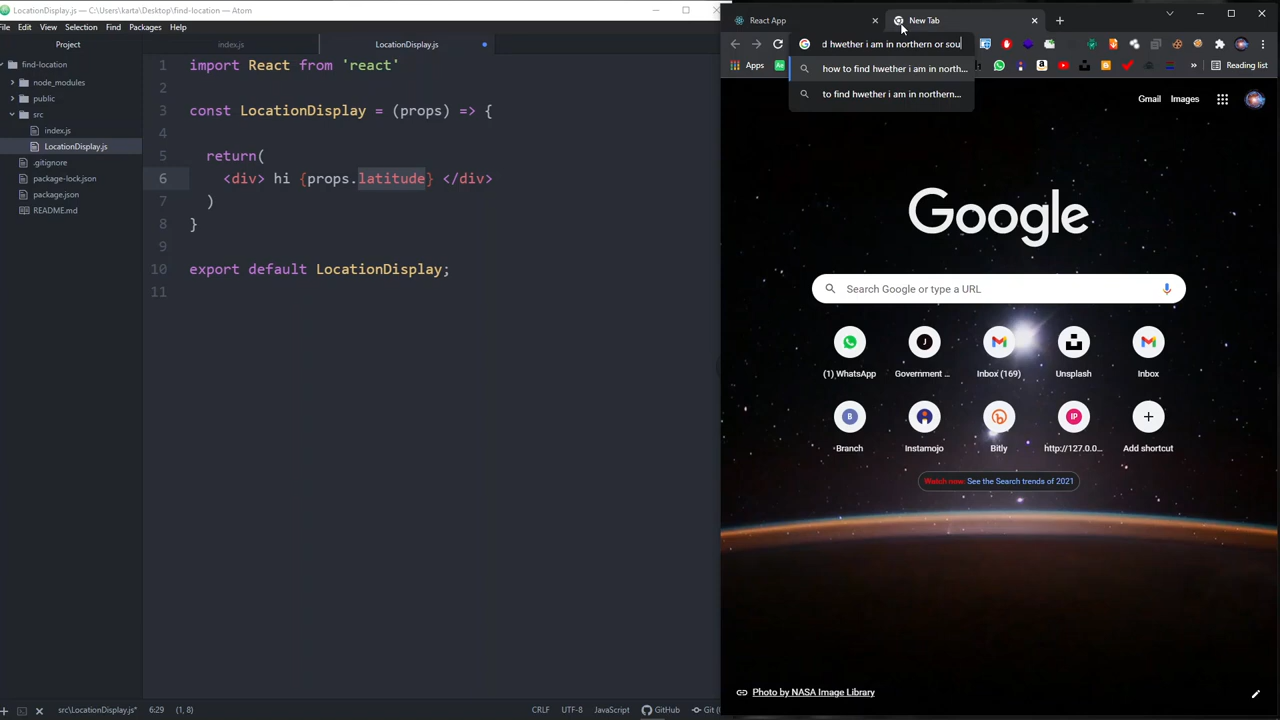 LocationDisplay.js — C:\Users\karta\Desktop\find-location — Atom
File Edit View Selection Find Packages Help
Project
find-location
node_modules
public
src
index.js
LocationDisplay.js
.gitignore
package-lock.json
package.json
README.md
index.js
LocationDisplay.js
1 import React from 'react'
2
3 const LocationDisplay = (props) => {
4
5 return(
6 <div> hi {props.latitude} </div>
7 )
8 }
9
10 export default LocationDisplay;
11
src\LocationDisplay.js* 6:29 (1, 8) CRLF UTF-8 JavaScript GitHub Git (
React App
New Tab
d hwether i am in northern or sou
how to find hwether i am in north...
to find hwether i am in northern...
Apps
Reading list
Gmail Images
Google
Search Google or type a URL
(1) WhatsApp Government ... Inbox (169) Unsplash Inbox
Branch Instamojo Bitly http://127.0.0... Add shortcut
Watch now: See the Search trends of 2021
Photo by NASA Image Library